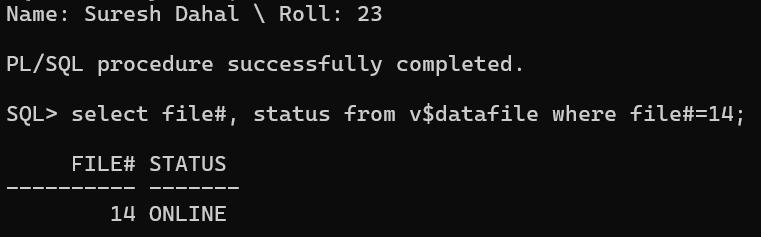 Name: Suresh Dahal \ Roll: 23
PL/SQL procedure successfully completed.
SQL> select file#, status from v$datafile where file#=14;
     FILE# STATUS
---------- -------
        14 ONLINE